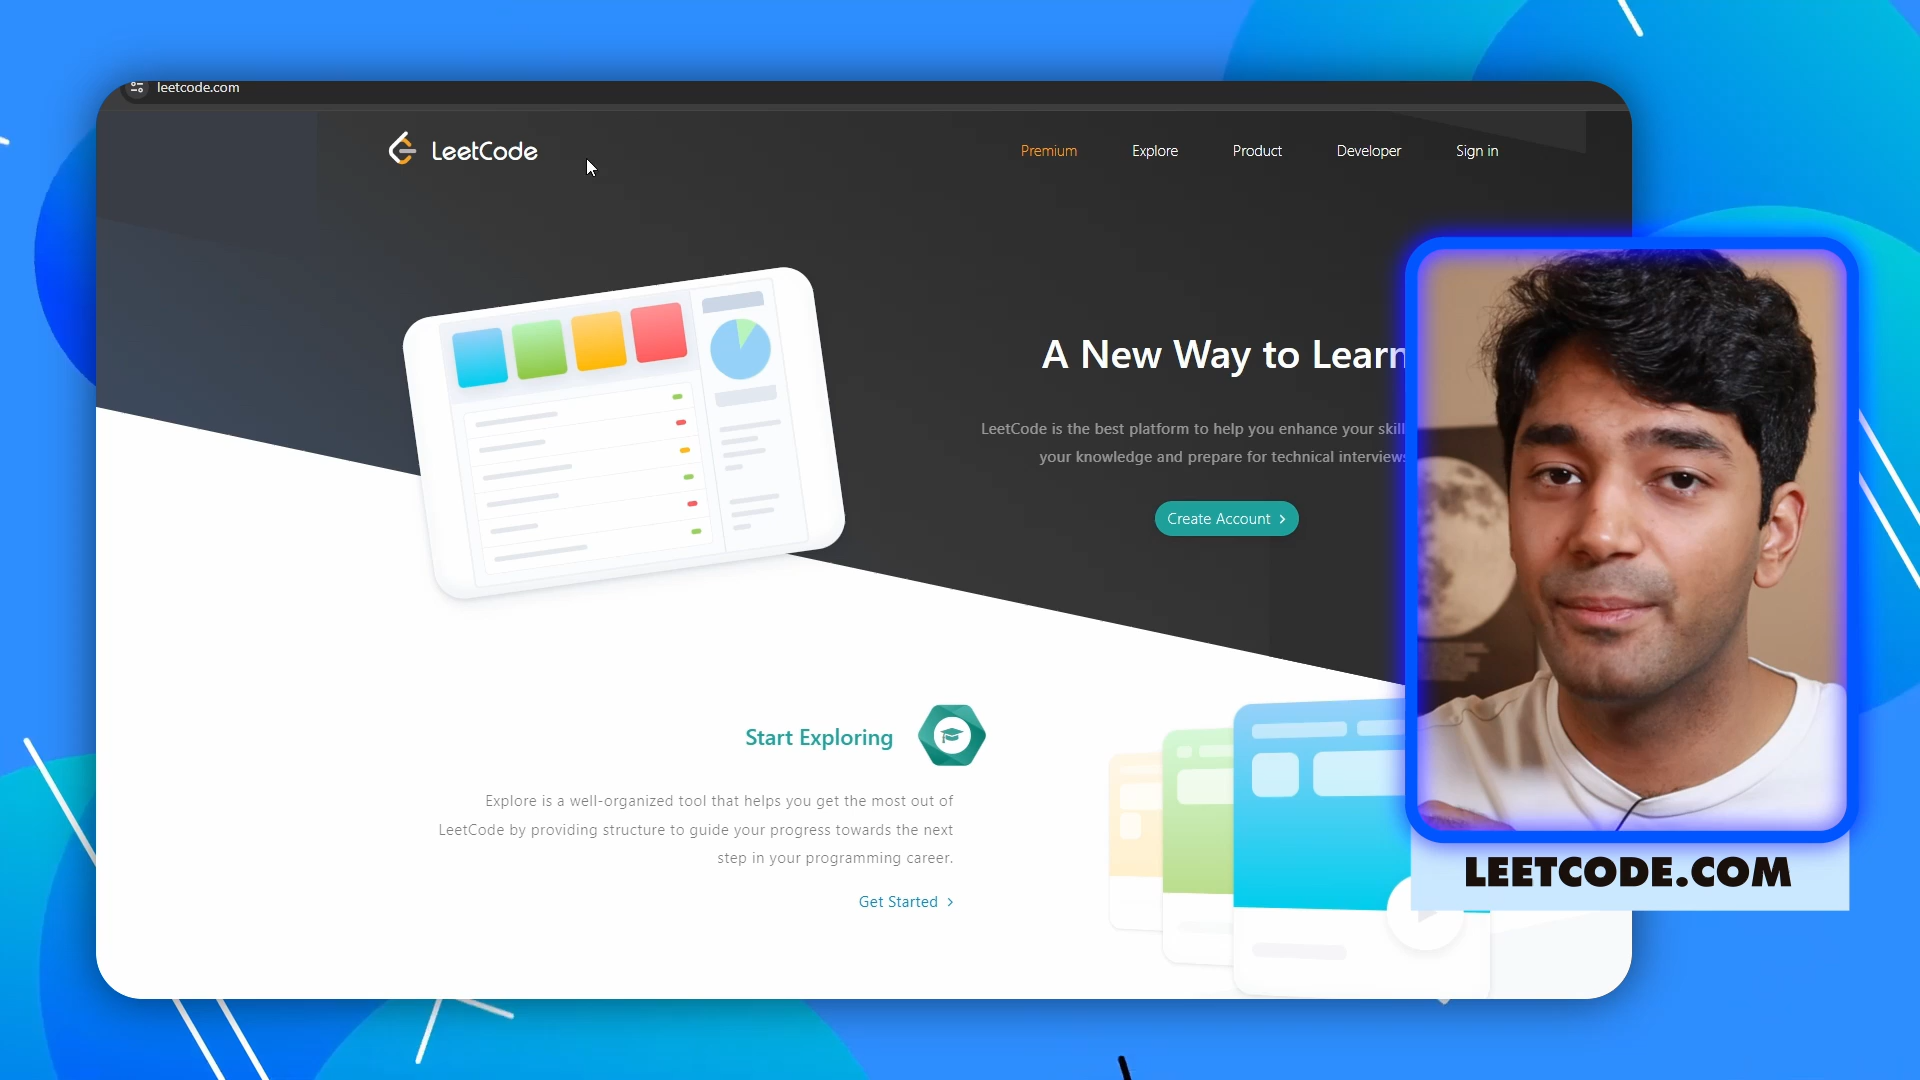 leetcode.com
LeetCode
Premium
Explore
Product
Developer
Sign in
A New Way to Learn
LeetCode is the best platform to help you enhance your
your knowledge and prepare for technical interviews
Create Account
Start Exploring
Explore is a well-organized tool that helps you get the most out of
LeetCode by providing structure to guide your progress towards the next
step in your programming career.
Get Started
LEETCODE.COM